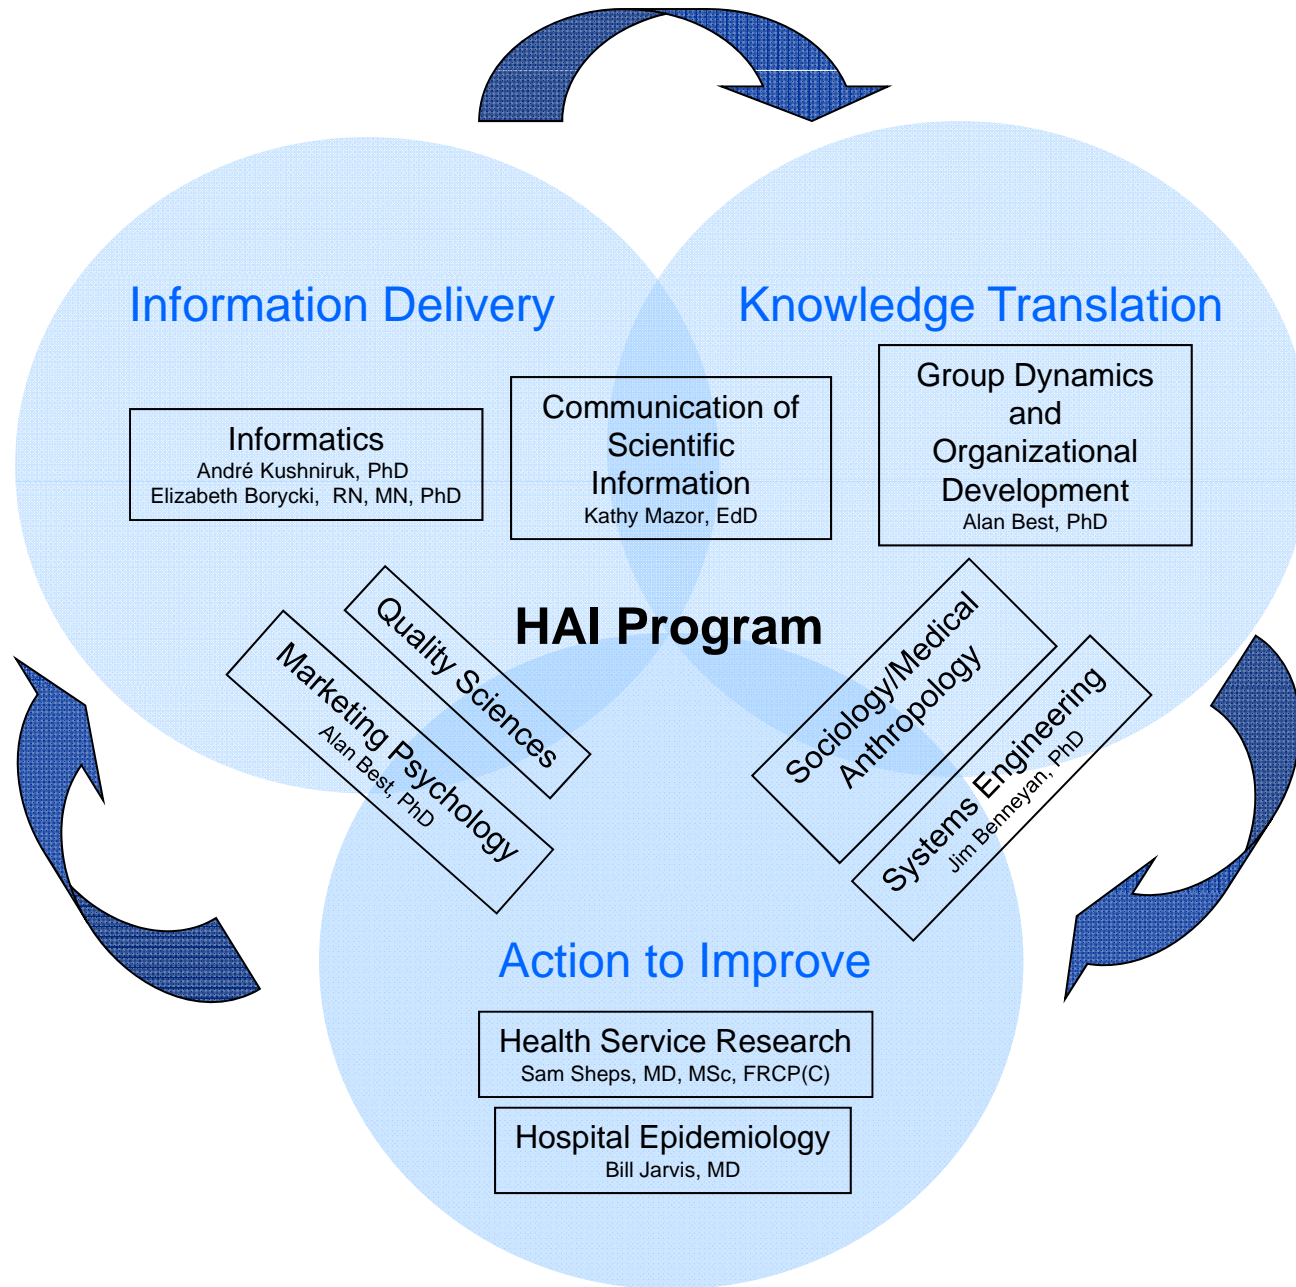 Information Delivery
Knowledge Translation
Informatics
André Kushniruk, PhD
Elizabeth Borycki, RN, MN, PhD
Communication of
Scientific
Information
Kathy Mazor, EdD
Group Dynamics
and
Organizational
Development
Alan Best, PhD
HAI Program
Quality Sciences
Marketing Psychology
Alan Best, PhD
Sociology/Medical
Anthropology
Systems Engineering
Jim Benneyan, PhD
Action to Improve
Health Service Research
Sam Sheps, MD, MSc, FRCP(C)
Hospital Epidemiology
Bill Jarvis, MD